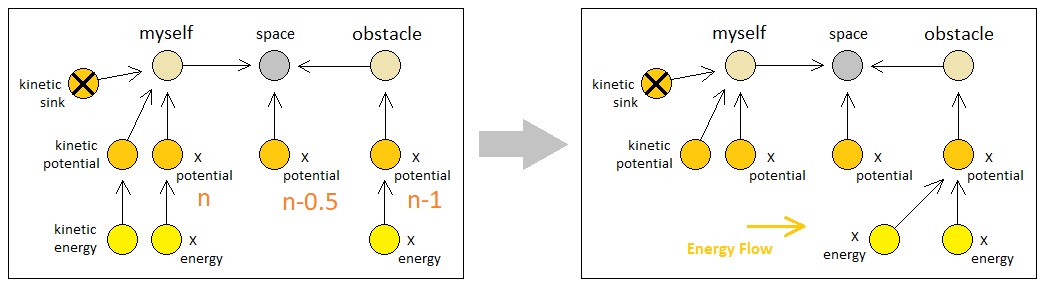 myself
space
obstacle
kinetic
sink
kinetic
potential
x
potential
n
x
potential
n-0.5
x
potential
n-1
kinetic
energy
x
energy
x
energy
myself
space
obstacle
kinetic
sink
kinetic
potential
x
potential
x
potential
x
potential
Energy Flow
x
energy
x
energy